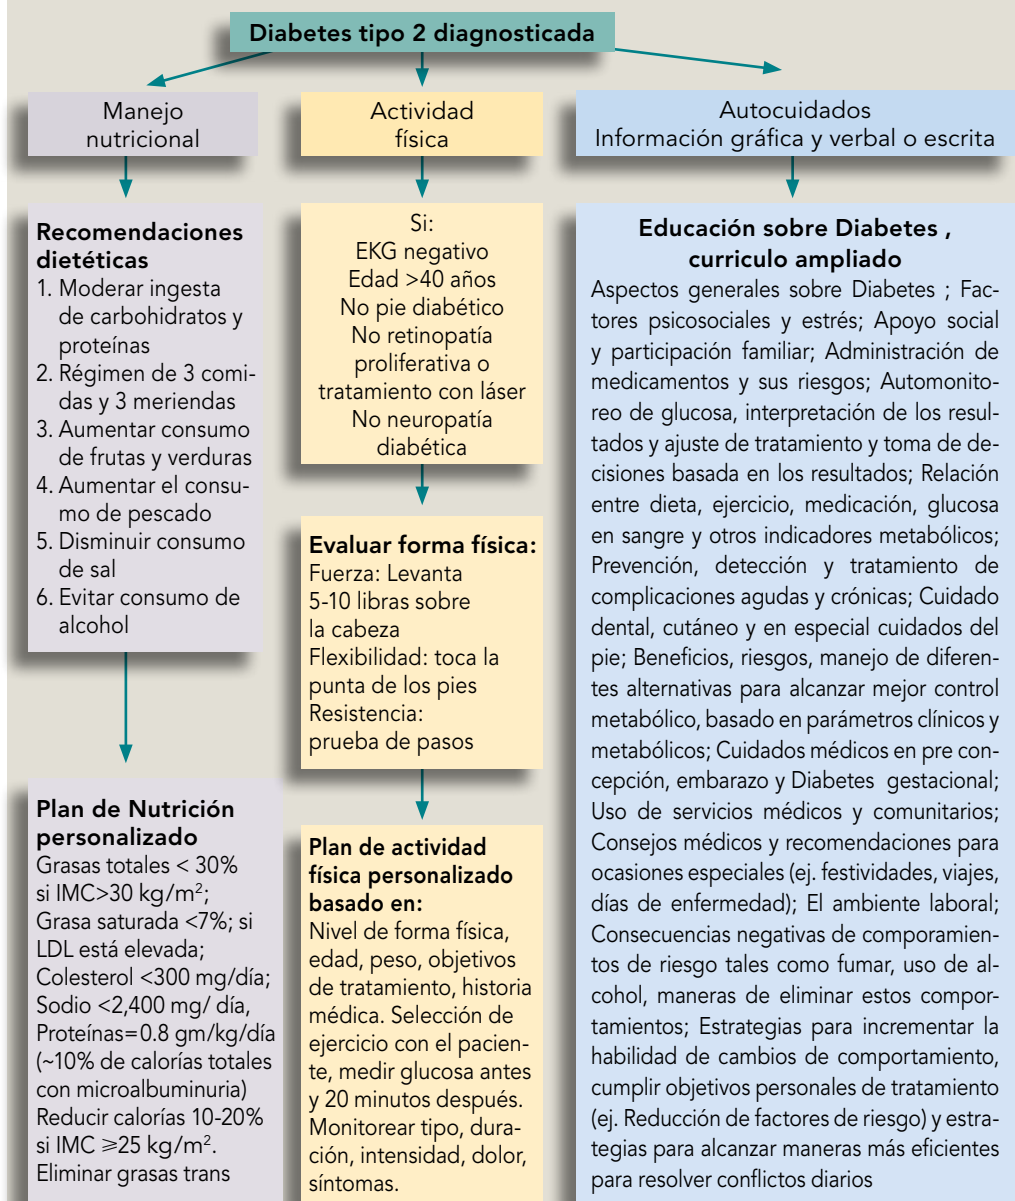 Diabetes tipo 2 diagnosticada
Manejo
nutricional
Recomendaciones
dietéticas
1. Moderar ingesta
de carbohidratos y
proteínas
2. Régimen de 3 comi-
das y 3 meriendas
3. Aumentar consumo
de frutas y verduras
4. Aumentar el consu-
mo de pescado
5. Disminuir consumo
de sal
6. Evitar consumo de
alcohol
Plan de Nutrición
personalizado
Grasas totales < 30%
si IMC>30 kg/m²;
Grasa saturada <7%; si
LDL está elevada;
Colesterol <300 mg/día;
Sodio <2,400 mg/ día,
Proteínas=0.8 gm/kg/día
(~10% de calorías totales
con microalbuminuria)
Reducir calorías 10-20%
si IMC ⩾25 kg/m².
Eliminar grasas trans
Actividad
física
Si:
EKG negativo
Edad >40 años
No pie diabético
No retinopatía
proliferativa o
tratamiento con láser
No neuropatía
diabética
Evaluar forma física:
Fuerza: Levanta
5-10 libras sobre
la cabeza
Flexibilidad: toca la
punta de los pies
Resistencia:
prueba de pasos
Plan de actividad
física personalizado
basado en:
Nivel de forma física,
edad, peso, objetivos
de tratamiento, historia
médica. Selección de
ejercicio con el pacien-
te, medir glucosa antes
y 20 minutos después.
Monitorear tipo, dura-
ción, intensidad, dolor,
síntomas.
Autocuidados
Información gráfica y verbal o escrita
Educación sobre Diabetes ,
curriculo ampliado
Aspectos generales sobre Diabetes ; Fac-
tores psicosociales y estrés; Apoyo social
y participación familiar; Administración de
medicamentos y sus riesgos; Automonito-
reo de glucosa, interpretación de los resul-
tados y ajuste de tratamiento y toma de de-
cisiones basada en los resultados; Relación
entre dieta, ejercicio, medicación, glucosa
en sangre y otros indicadores metabólicos;
Prevención, detección y tratamiento de
complicaciones agudas y crónicas; Cuidado
dental, cutáneo y en especial cuidados del
pie; Beneficios, riesgos, manejo de diferen-
tes alternativas para alcanzar mejor control
metabólico, basado en parámetros clínicos y
metabólicos; Cuidados médicos en pre con-
cepción, embarazo y Diabetes gestacional;
Uso de servicios médicos y comunitarios;
Consejos médicos y recomendaciones para
ocasiones especiales (ej. festividades, viajes,
días de enfermedad); El ambiente laboral;
Consecuencias negativas de comporamien-
tos de riesgo tales como fumar, uso de al-
cohol, maneras de eliminar estos compor-
tamientos; Estrategias para incrementar la
habilidad de cambios de comportamiento,
cumplir objetivos personales de tratamiento
(ej. Reducción de factores de riesgo) y estra-
tegias para alcanzar maneras más eficientes
para resolver conflictos diarios